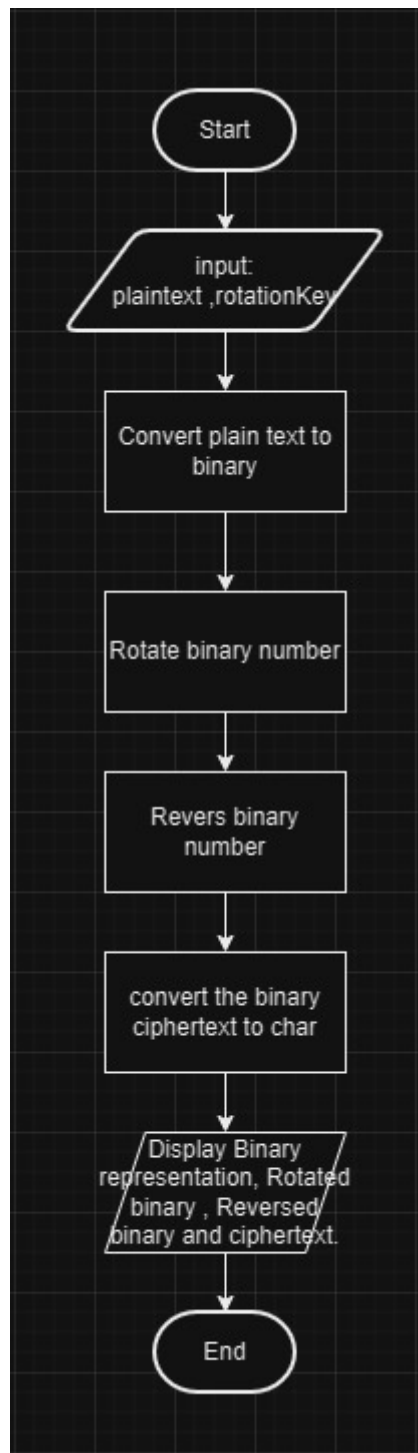 Start
input:
plaintext ,rotationKey
Convert plain text to
binary
Rotate binary number
Revers binary
number
convert the binary
ciphertext to char
Display Binary
representation, Rotated
binary , Reversed
binary and ciphertext.
End